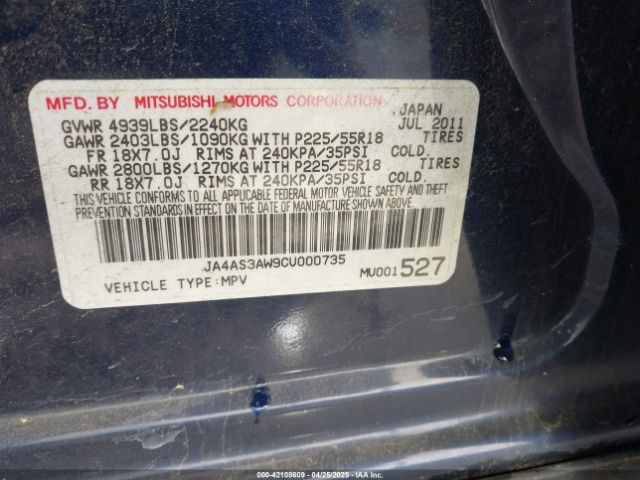 MFD. BY MITSUBISHI MOTORS CORPORATION JAPAN
GVWR 4939LBS/2240KG JUL 2011
GAWR 2403LBS/1090KG WITH P225/55R18 TIRES
FR 18X7.0J RIMS AT 240KPA/35PSI COLD.
GAWR 2800LBS/1270KG WITH P225/55R18 TIRES
RR 18X7.0J RIMS AT 240KPA/35PSI COLD.
THIS VEHICLE CONFORMS TO ALL APPLICABLE FEDERAL MOTOR VEHICLE SAFETY AND THEFT
PREVENTION STANDARDS IN EFFECT ON THE DATE OF MANUFACTURE SHOWN ABOVE.
JA4AS3AW9CU000735
VEHICLE TYPE:MPV MU001527
000-42108609 - 04/25/2025 - IAA Inc.